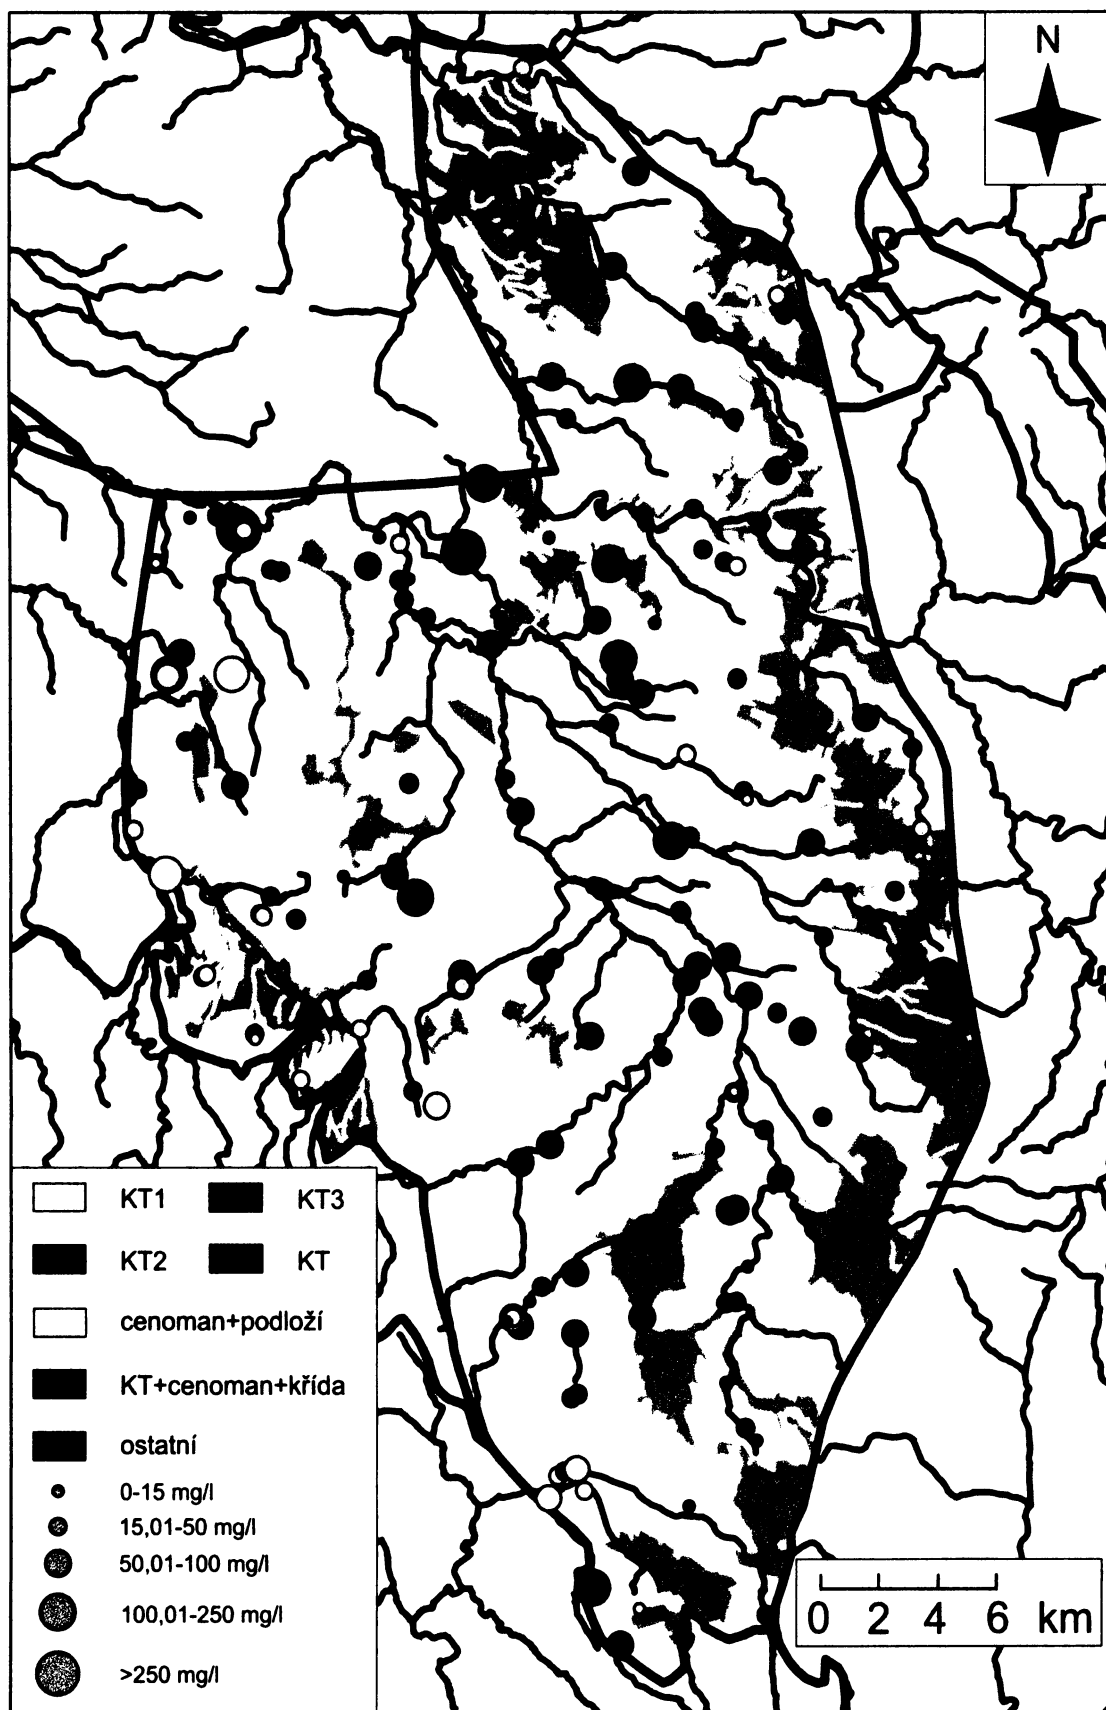 N
KT1 KT3
KT2 KT
cenoman+podloží
KT+cenoman+křída
ostatní
0-15 mg/l
15,01-50 mg/l
50,01-100 mg/l
100,01-250 mg/l
>250 mg/l
0 2 4 6 km